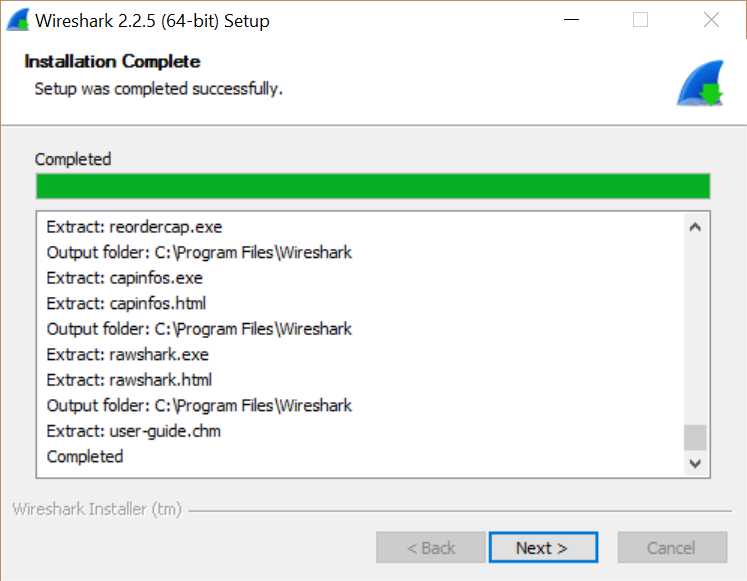 Wireshark 2.2.5 (64-bit) Setup
Installation Complete
Setup was completed successfully.
Completed
Extract: reordercap.exe
Output folder: C:\Program Files\Wireshark
Extract: capinfos.exe
Extract: capinfos.html
Output folder: C:\Program Files\Wireshark
Extract: rawshark.exe
Extract: rawshark.html
Output folder: C:\Program Files\Wireshark
Extract: user-guide.chm
Completed
Wireshark Installer (tm)
< Back Next > Cancel